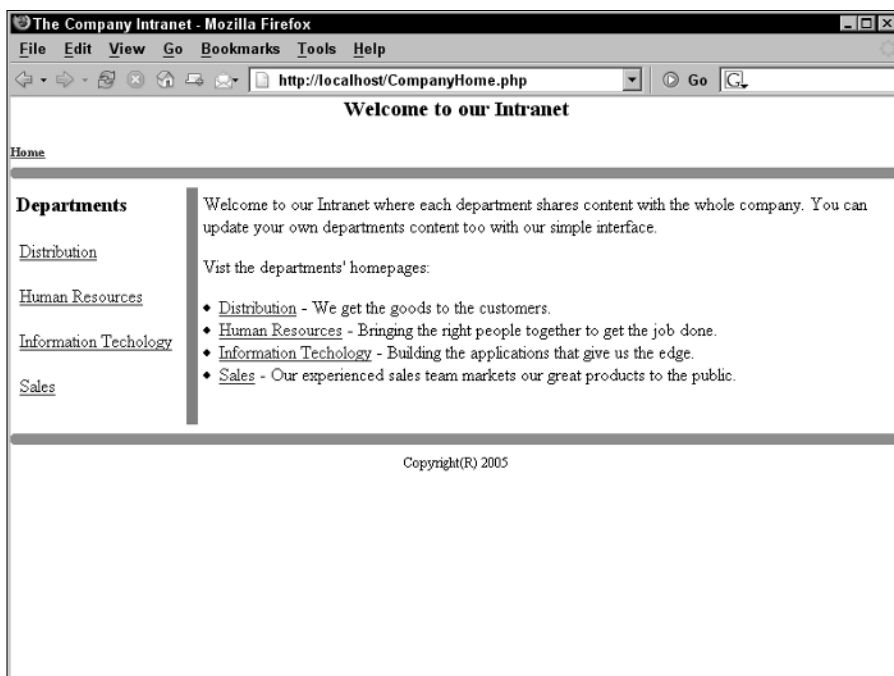 The Company Intranet - Mozilla Firefox
File Edit View Go Bookmarks Tools Help
http://localhost/CompanyHome.php Go G
Welcome to our Intranet
Home
Departments
Distribution
Human Resources
Information Techology
Sales
Welcome to our Intranet where each department shares content with the whole company. You can
update your own departments content too with our simple interface.
Vist the departments' homepages:
• Distribution - We get the goods to the customers.
• Human Resources - Bringing the right people together to get the job done.
• Information Techology - Building the applications that give us the edge.
• Sales - Our experienced sales team markets our great products to the public.
Copyright(R) 2005